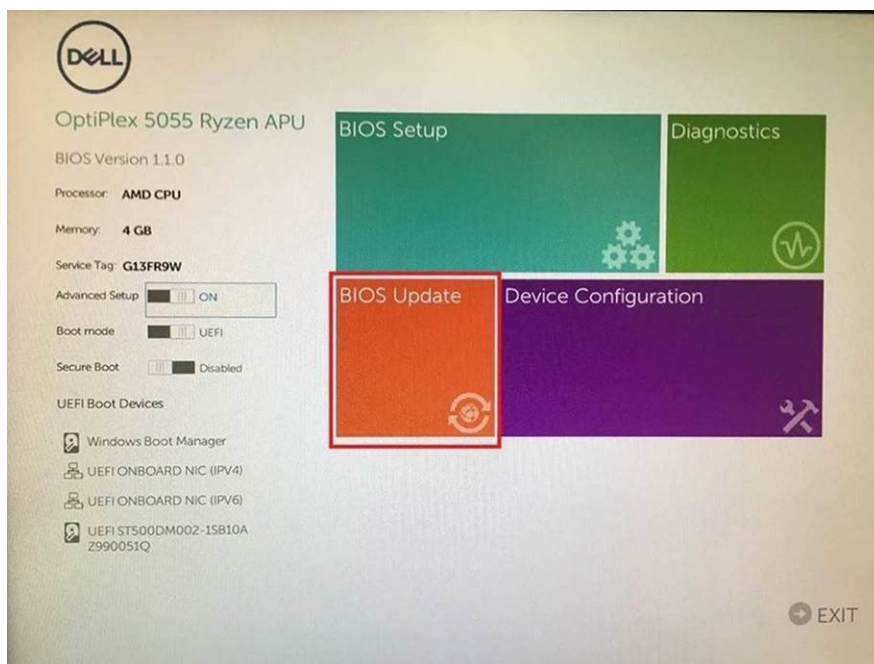 DELL
OptiPlex 5055 Ryzen APU
BIOS Version 1.1.0
Processor: AMD CPU
Memory: 4 GB
Service Tag: G13FR9W
Advanced Setup ON
Boot mode UEFI
Secure Boot Disabled
UEFI Boot Devices
Windows Boot Manager
UEFI ONBOARD NIC (IPV4)
UEFI ONBOARD NIC (IPV6)
UEFI ST500DM002-1SB10A
Z990051Q
BIOS Setup
Diagnostics
BIOS Update
Device Configuration
EXIT